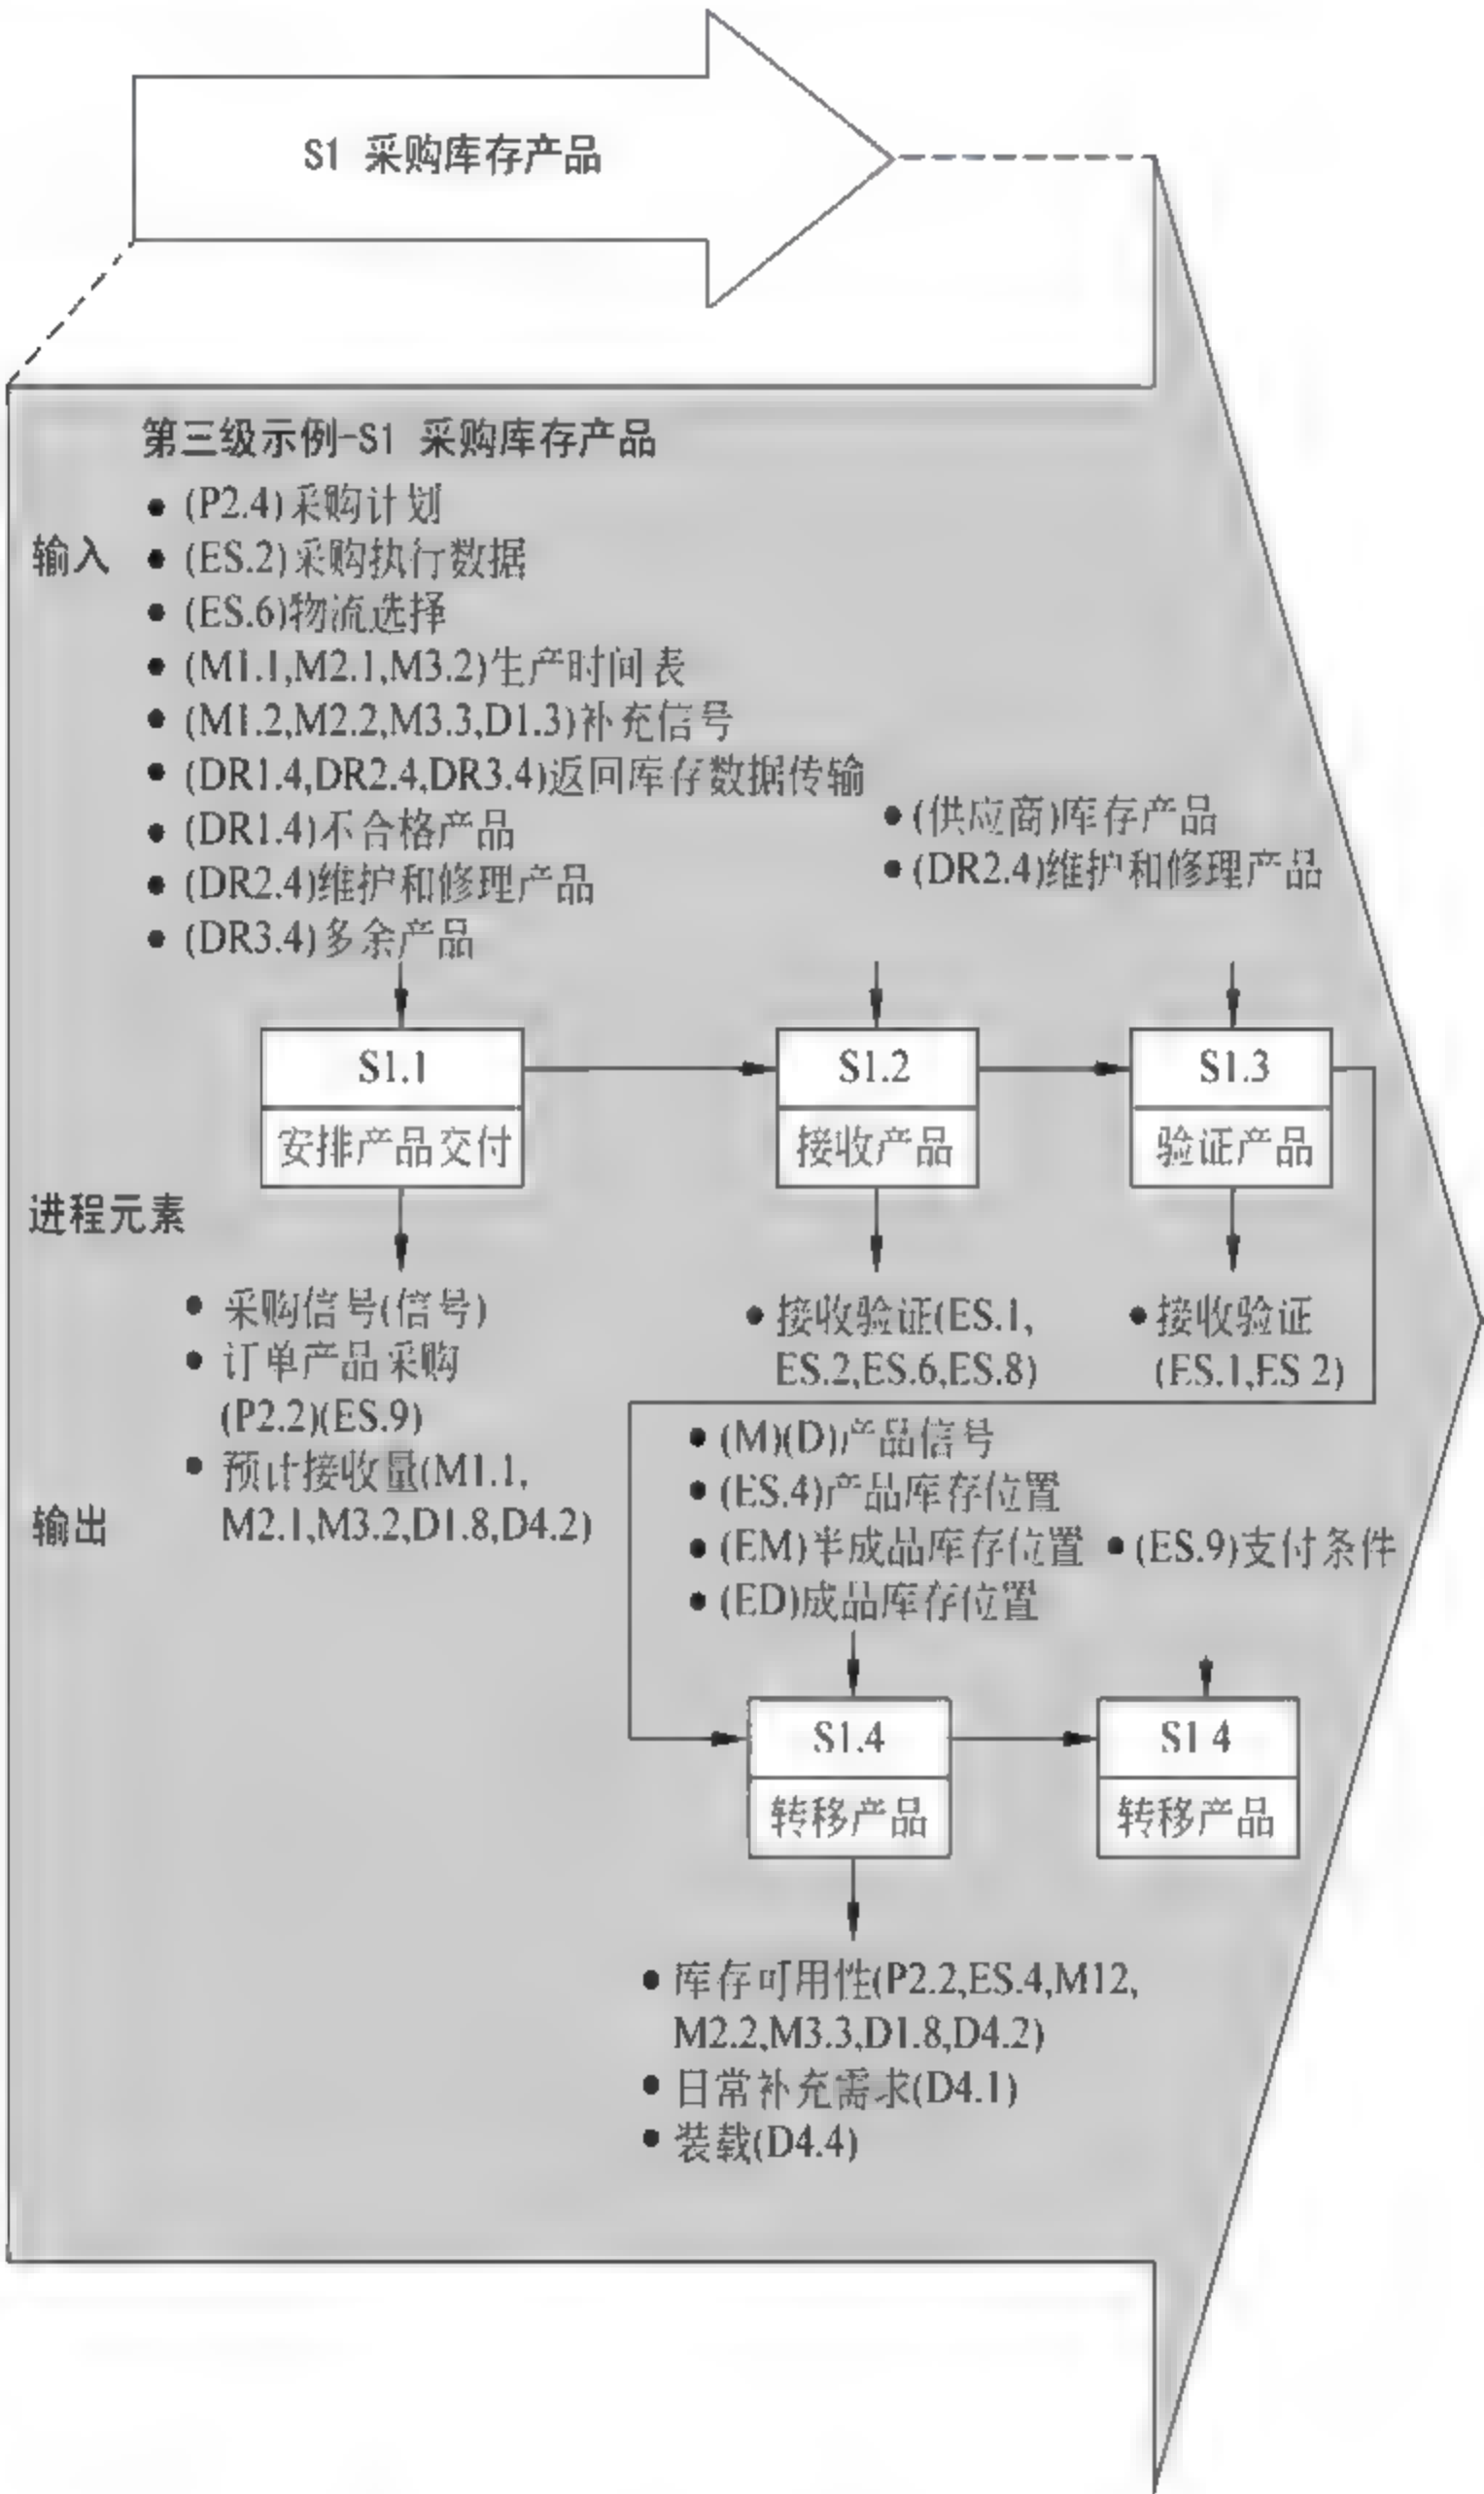 S1 采购库存产品
第三级示例-S1 采购库存产品
输入
(P2.4)采购计划
(ES.2)采购执行数据
(ES.6)物流选择
(M1.1,M2.1,M3.2)生产时间表
(M1.2,M2.2,M3.3,D1.3)补充信号
(DR1.4,DR2.4,DR3.4)返回库存数据传输
(DR1.4)不合格产品
(DR2.4)维护和修理产品
(DR3.4)多余产品
(供应商)库存产品
(DR2.4)维护和修理产品
S1.1
安排产品交付
S1.2
接收产品
S1.3
验证产品
进程元素
采购信号(信号)
订单产品采购
(P2.2)(ES.9)
预计接收量(M1.1,
M2.1,M3.2,D1.8,D4.2)
接收验证(ES.1,
ES.2,ES.6,ES.8)
接收验证
(ES.1,ES 2)
输出
(M)(D)产品信号
(ES.4)产品库存位置
(EM)半成品库存位置
(ED)成品库存位置
(ES.9)支付条件
S1.4
转移产品
S1 4
转移产品
库存可用性(P2.2,ES.4,M12,
M2.2,M3.3,D1.8,D4.2)
日常补充需求(D4.1)
装载(D4.4)